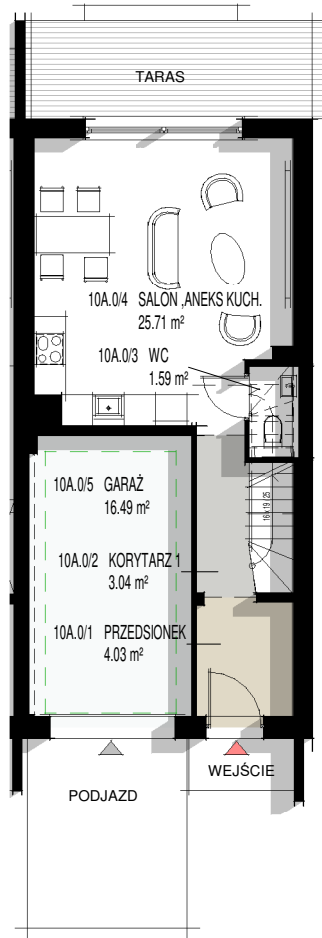 TARAS
10A.0/4 SALON ,ANEKS KUCH.
25.71 m²
10A.0/3 WC
1.59 m²
10A.0/5 GARAŻ
16.49 m²
16x19.25
10A.0/2 KORYTARZ 1
3.04 m²
10A.0/1 PRZEDSIONEK
4.03 m²
WEJŚCIE
PODJAZD